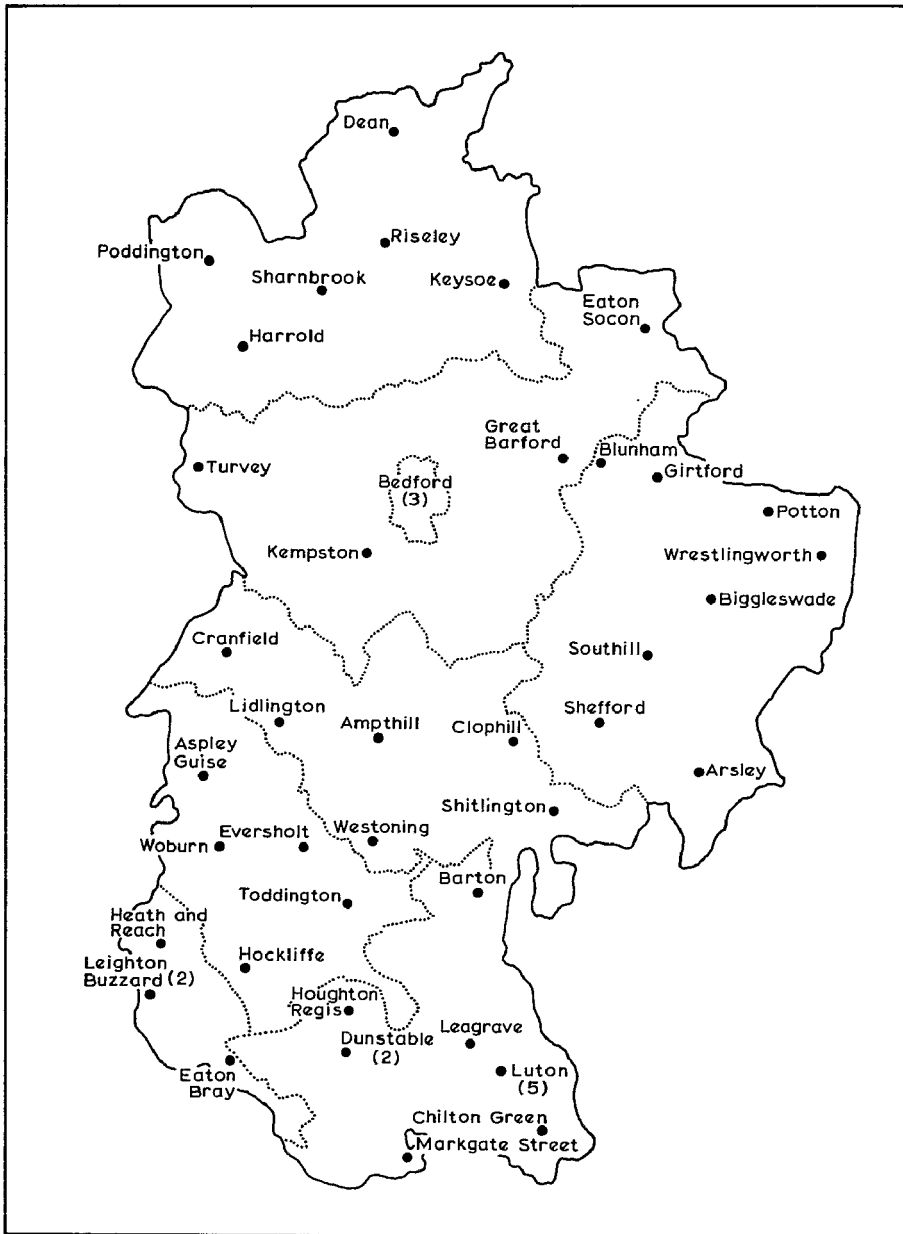 Dean
Riseley
Poddington
Sharnbrook
Keysoe
Eaton
Socon
Harrold
Great
Barford
Blunham
Turvey
Bedford
(3)
Girtford
Potton
Kempston
Wrestlingworth
Biggleswade
Cranfield
Southill
Lidlington
Ampthill
Clophill
Shefford
Aspley
Guise
Arsley
Shitlington
Woburn
Eversholt
Westoning
Barton
Toddington
Heath and
Reach
Hockliffe
Leighton
Buzzard (2)
Houghton
Regis
Dunstable
(2)
Leagrave
Eaton
Bray
Luton
(5)
Chilton Green
Markgate Street